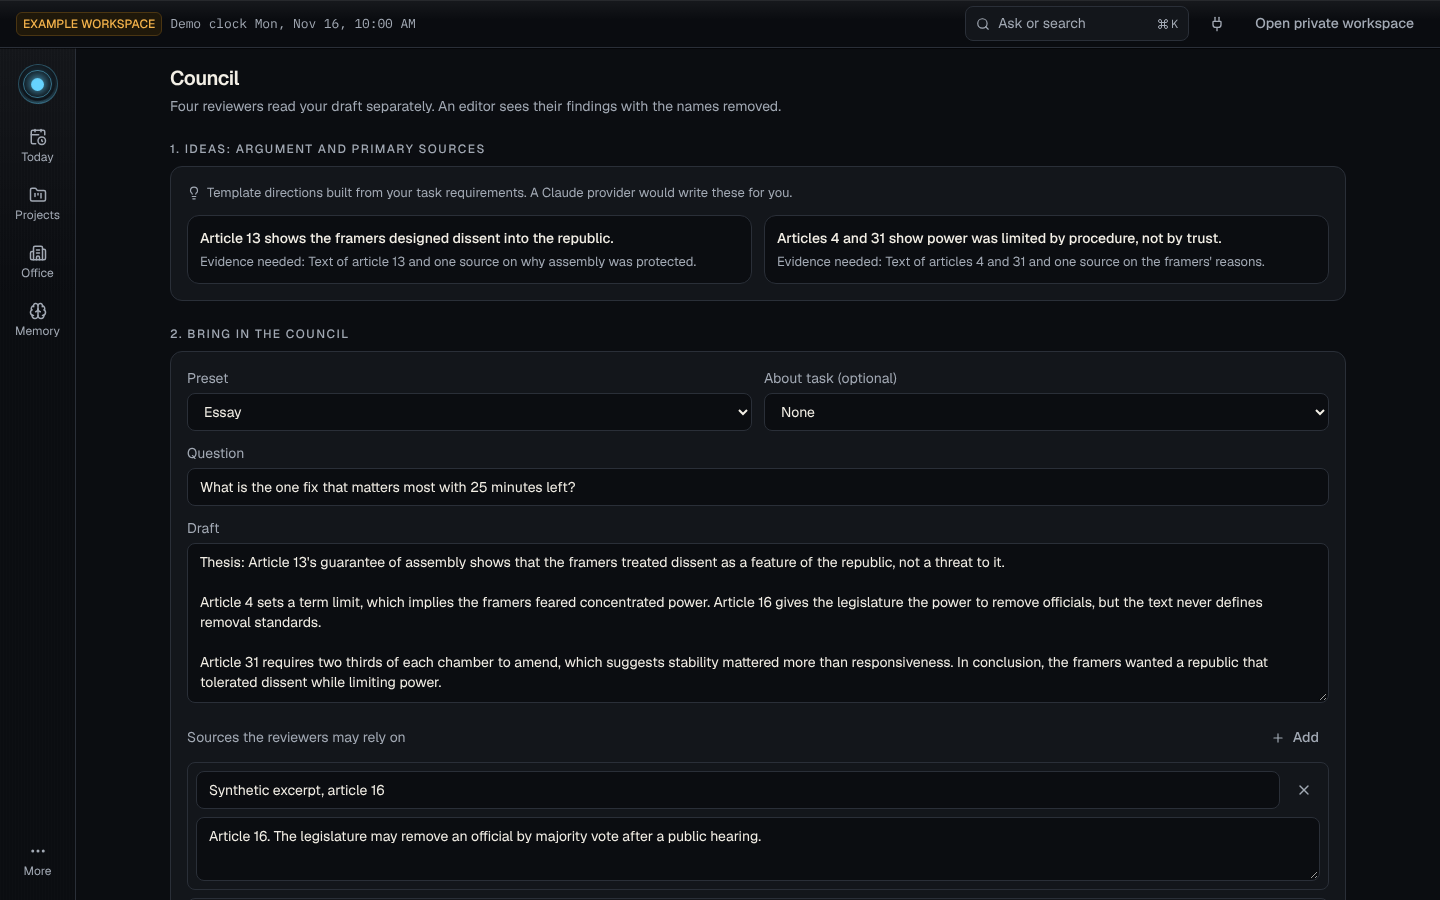 EXAMPLE WORKSPACE Demo clock Mon, Nov 16, 10:00 AM
Ask or search ⌘K
Open private workspace
Today
Projects
Office
Memory
More
Council
Four reviewers read your draft separately. An editor sees their findings with the names removed.
1. IDEAS: ARGUMENT AND PRIMARY SOURCES
Template directions built from your task requirements. A Claude provider would write these for you.
Article 13 shows the framers designed dissent into the republic.
Evidence needed: Text of article 13 and one source on why assembly was protected.
Articles 4 and 31 show power was limited by procedure, not by trust.
Evidence needed: Text of articles 4 and 31 and one source on the framers' reasons.
2. BRING IN THE COUNCIL
Preset
Essay
About task (optional)
None
Question
What is the one fix that matters most with 25 minutes left?
Draft
Thesis: Article 13's guarantee of assembly shows that the framers treated dissent as a feature of the republic, not a threat to it.
Article 4 sets a term limit, which implies the framers feared concentrated power. Article 16 gives the legislature the power to remove officials, but the text never defines
removal standards.
Article 31 requires two thirds of each chamber to amend, which suggests stability mattered more than responsiveness. In conclusion, the framers wanted a republic that
tolerated dissent while limiting power.
Sources the reviewers may rely on
+ Add
Synthetic excerpt, article 16
Article 16. The legislature may remove an official by majority vote after a public hearing.